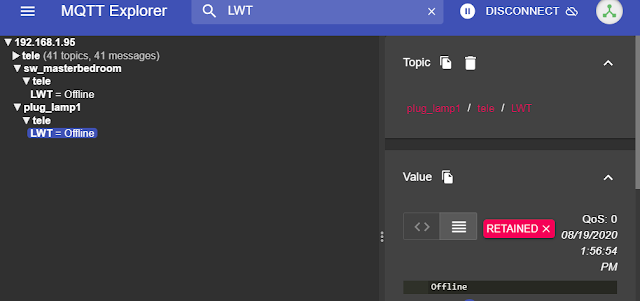 MQTT Explorer
LWT
DISCONNECT
192.168.1.95
tele (41 topics, 41 messages)
sw_masterbedroom
tele
LWT = Offline
plug_lamp1
tele
LWT = Offline
Topic
plug_lamp1 / tele / LWT
Value
RETAINED
QoS: 0
08/19/2020
1:56:54
PM
Offline